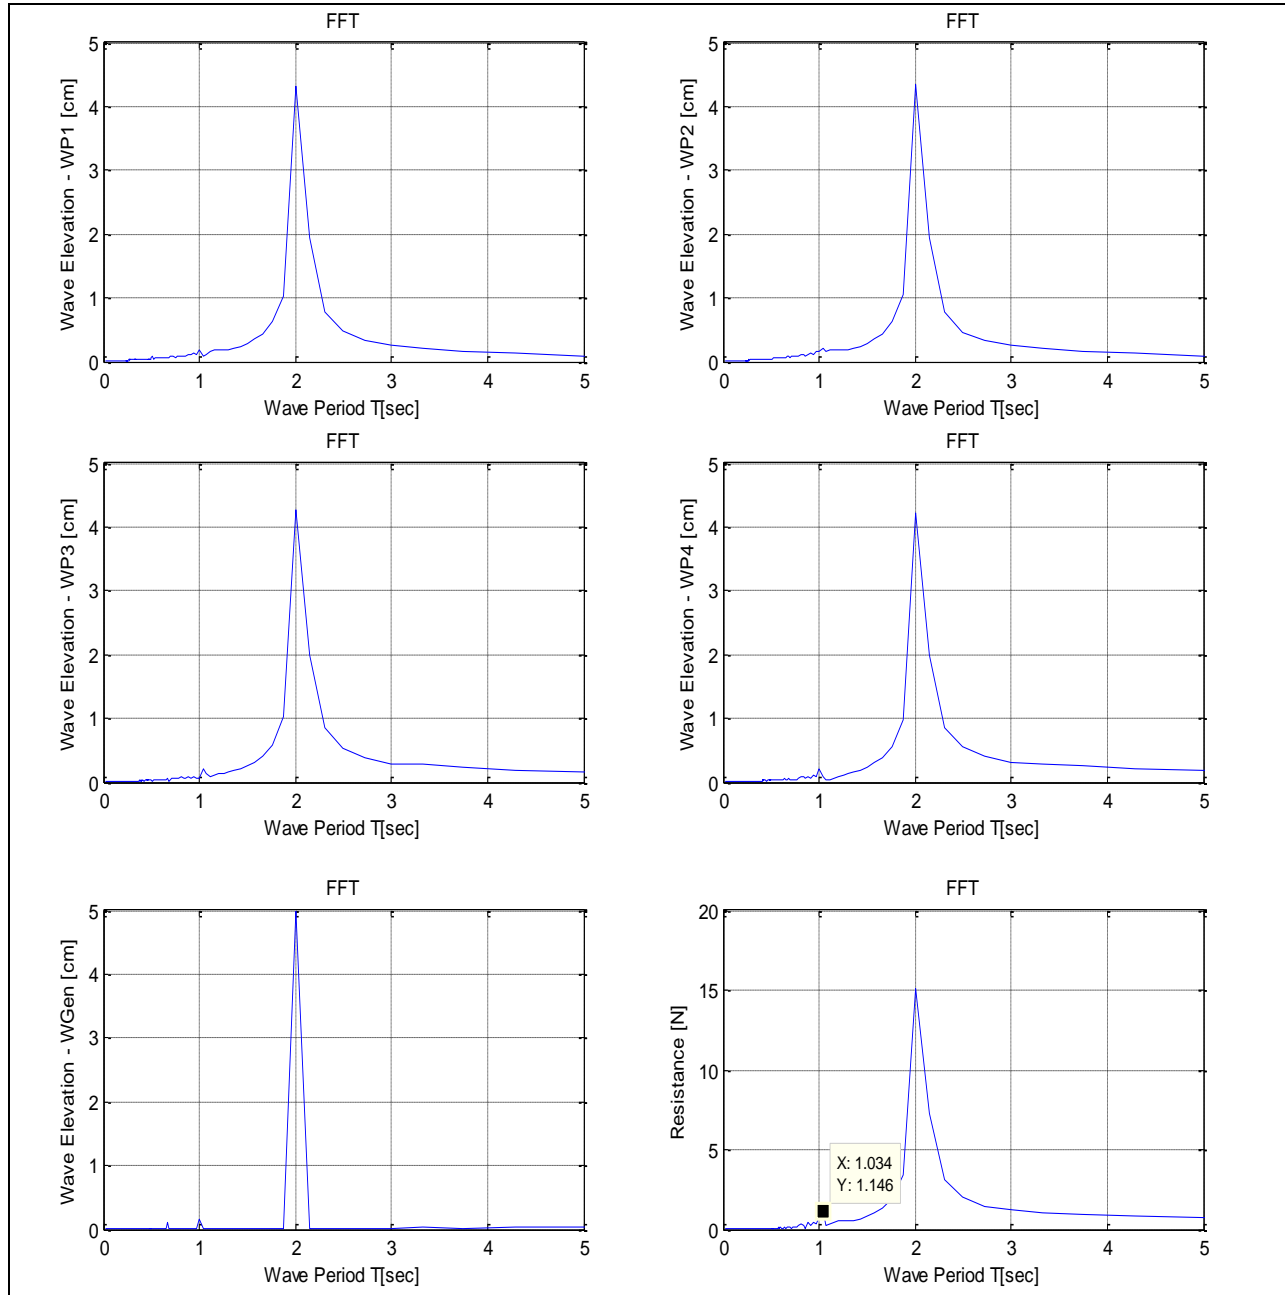 FFT
Wave Elevation - WP1 [cm]
5
4
3
2
1
0
0 1 2 3 4 5
Wave Period T[sec]
FFT
Wave Elevation - WP2 [cm]
5
4
3
2
1
0
0 1 2 3 4 5
Wave Period T[sec]
FFT
Wave Elevation - WP3 [cm]
5
4
3
2
1
0
0 1 2 3 4 5
Wave Period T[sec]
FFT
Wave Elevation - WP4 [cm]
5
4
3
2
1
0
0 1 2 3 4 5
Wave Period T[sec]
FFT
Wave Elevation - WGen [cm]
5
4
3
2
1
0
0 1 2 3 4 5
Wave Period T[sec]
FFT
Resistance [N]
20
15
10
5
0
X: 1.034
Y: 1.146
0 1 2 3 4 5
Wave Period T[sec]